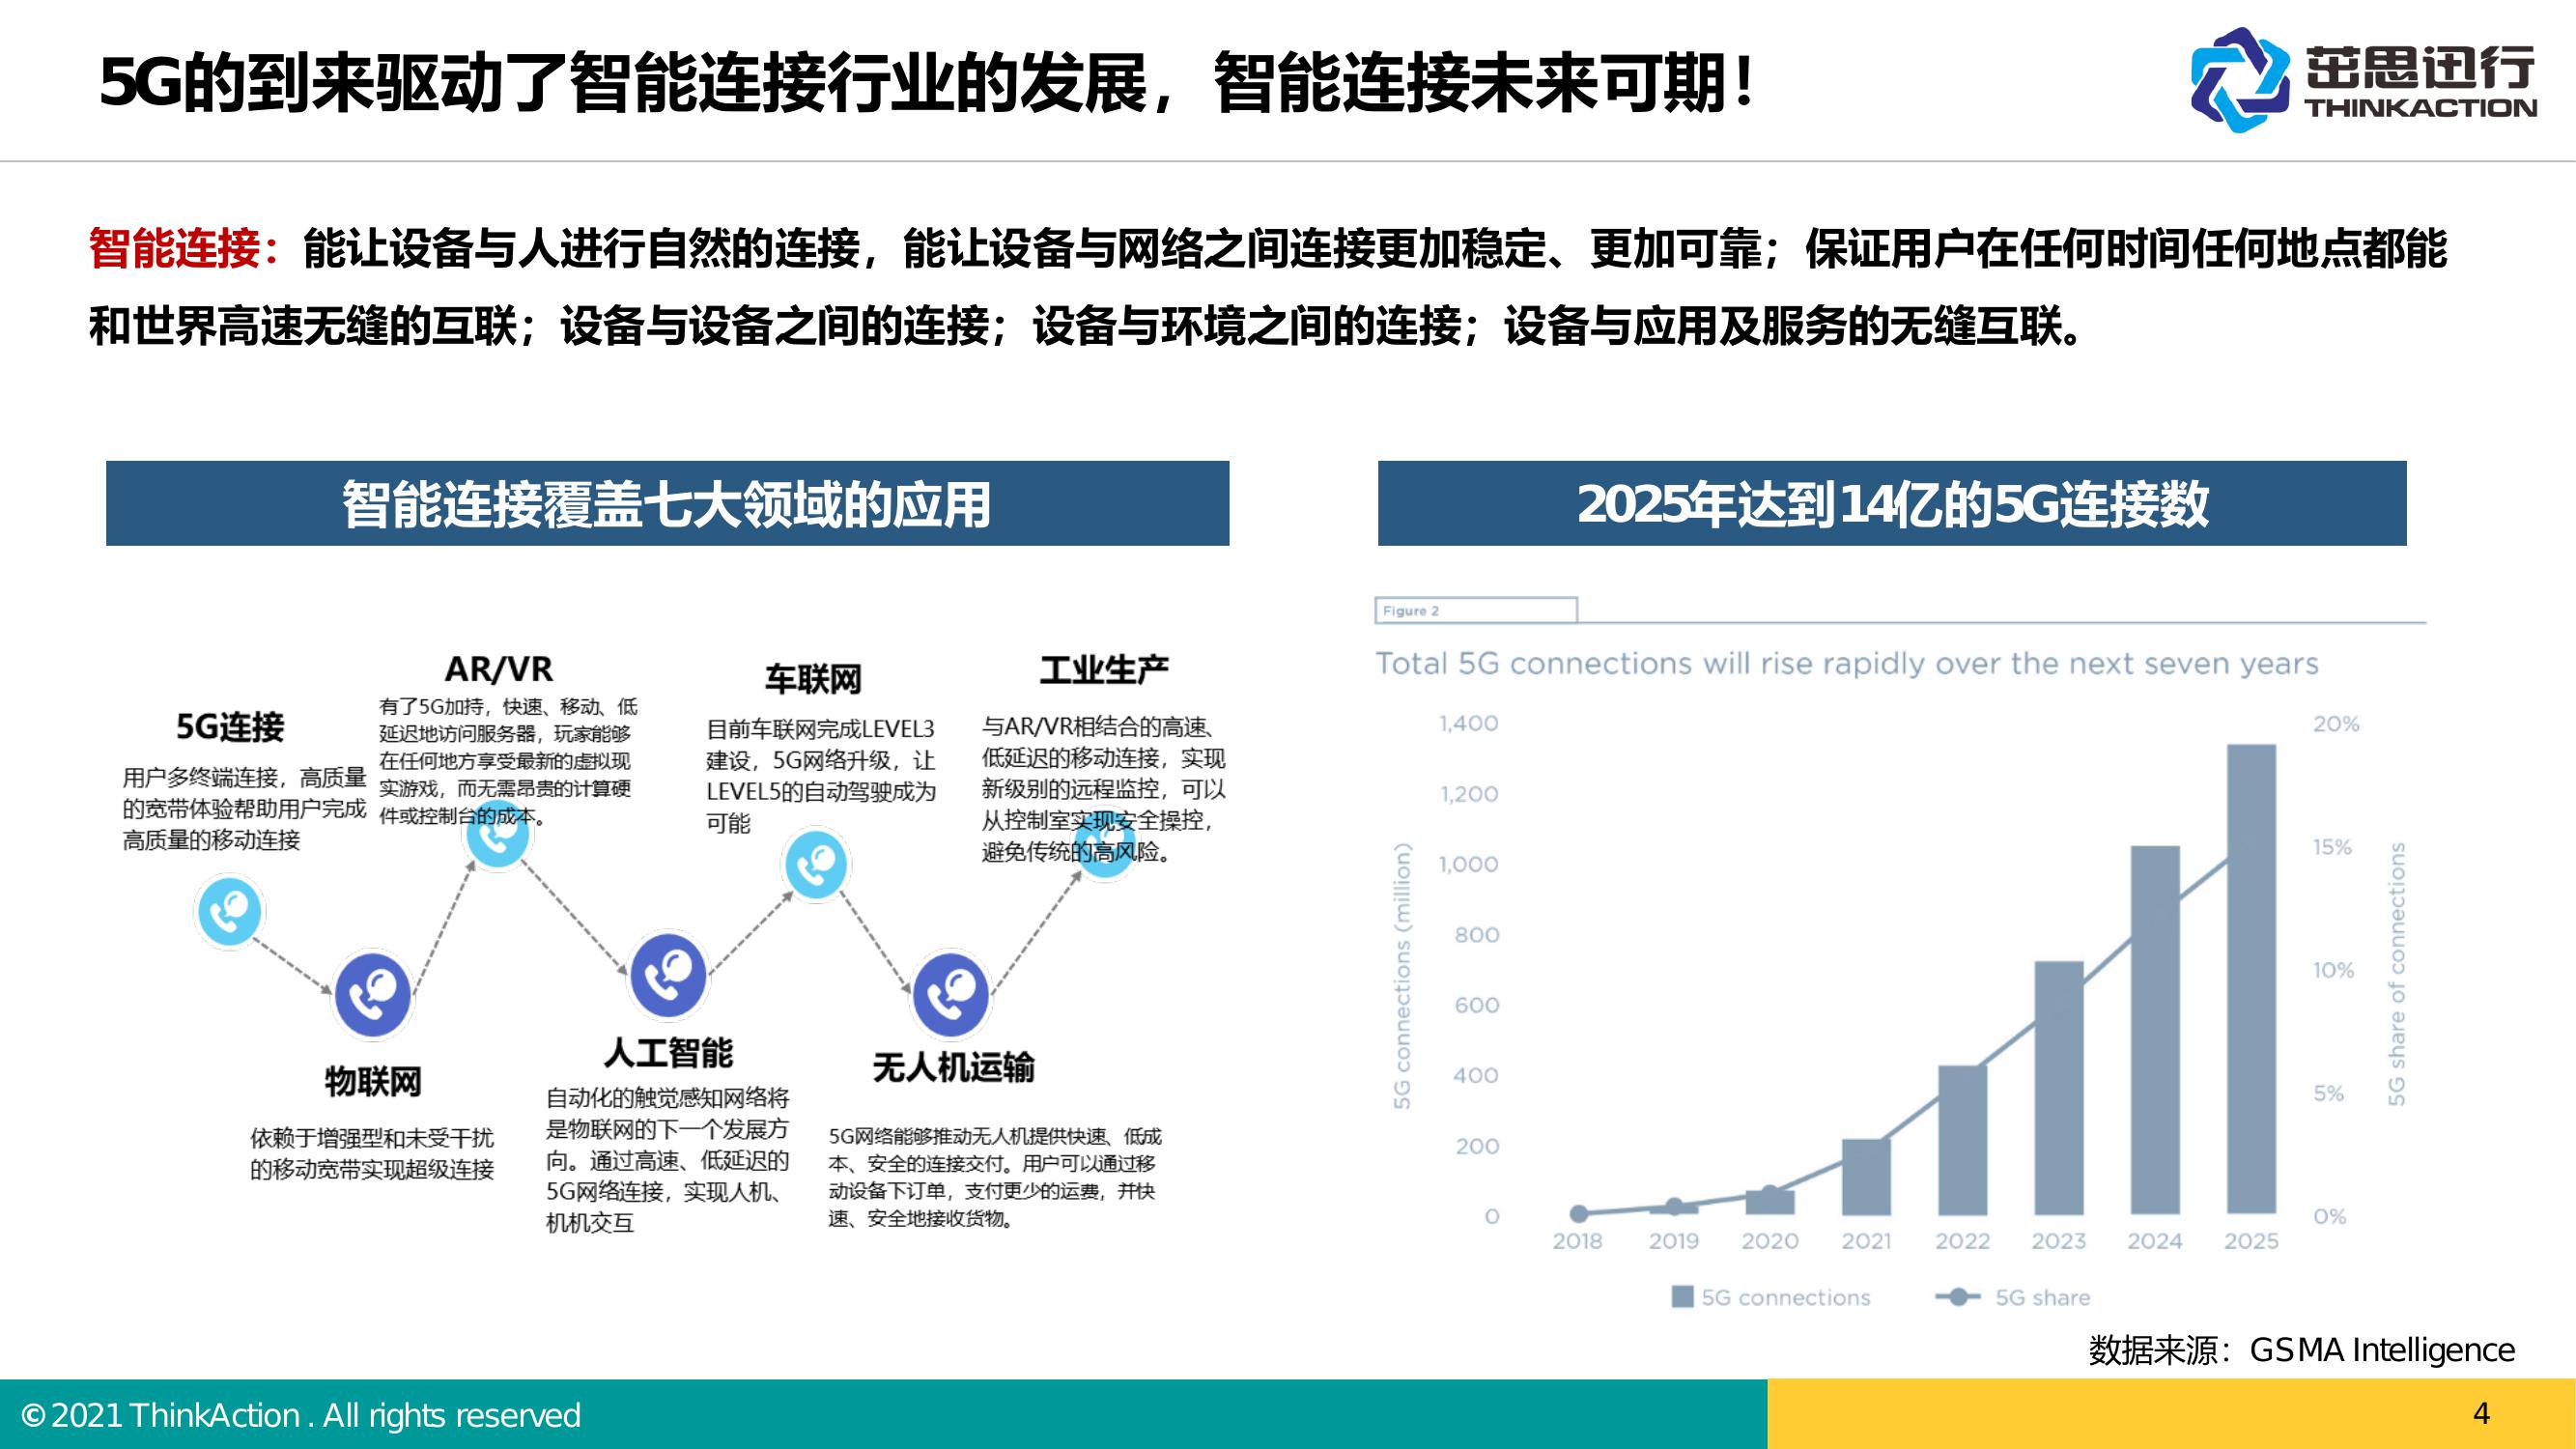 5G的到来驱动了智能连接行业的发展，智能连接未来可期！
茁思迅行
THINKACTION
智能连接：能让设备与人进行自然的连接，能让设备与网络之间连接更加稳定、更加可靠；保证用户在任何时间任何地点都能
和世界高速无缝的互联；设备与设备之间的连接；设备与环境之间的连接；设备与应用及服务的无缝互联。
智能连接覆盖七大领域的应用
5G连接
用户多终端连接，高质量
的宽带体验帮助用户完成
高质量的移动连接
AR/VR
有了5G加持，快速、移动、低
延迟地访问服务器，玩家能够
在任何地方享受最新的虚拟现
实游戏，而无需昂贵的计算硬
件或控制台的成本。
车联网
目前车联网完成LEVEL3
建设，5G网络升级，让
LEVEL5的自动驾驶成为
可能
工业生产
与AR/VR相结合的高速、
低延迟的移动连接，实现
新级别的远程监控，可以
从控制室实现安全操控，
避免传统的高风险。
物联网
依赖于增强型和未受干扰
的移动宽带实现超级连接
人工智能
自动化的触觉感知网络将
是物联网的下一个发展方
向。通过高速、低延迟的
5G网络连接，实现人机、
机机交互
无人机运输
5G网络能够推动无人机提供快速、低成
本、安全的连接交付。用户可以通过移
动设备下订单，支付更少的运费，并快
速、安全地接收货物。
2025年达到14亿的5G连接数
Figure 2
Total 5G connections will rise rapidly over the next seven years
5G connections (million)
1,400
1,200
1,000
800
600
400
200
0
20%
15%
10%
5%
0%
5G share of connections
2018 2019 2020 2021 2022 2023 2024 2025
5G connections 5G share
数据来源：GSMA Intelligence
© 2021 ThinkAction . All rights reserved
4